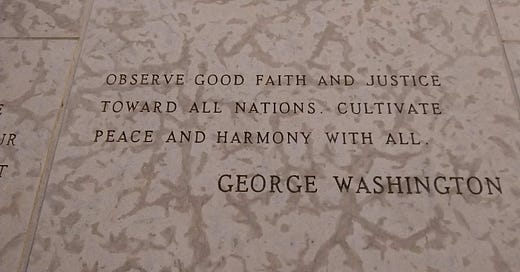 OBSERVE GOOD FAITH AND JUSTICE
TOWARD ALL NATIONS. CULTIVATE
PEACE AND HARMONY WITH ALL.
GEORGE WASHINGTON